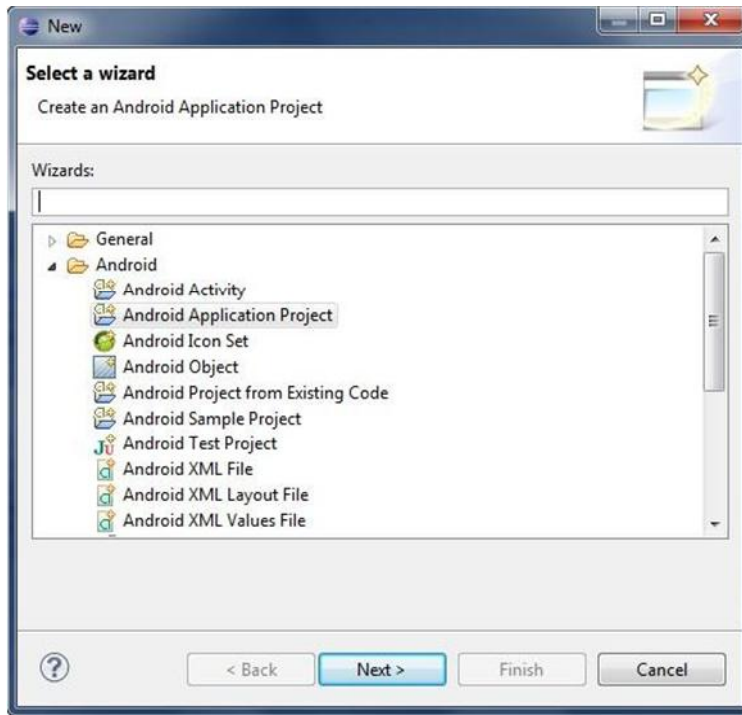 New
Select a wizard
Create an Android Application Project
Wizards:
General
Android
Android Activity
Android Application Project
Android Icon Set
Android Object
Android Project from Existing Code
Android Sample Project
Android Test Project
Android XML File
Android XML Layout File
Android XML Values File
< Back Next > Finish Cancel